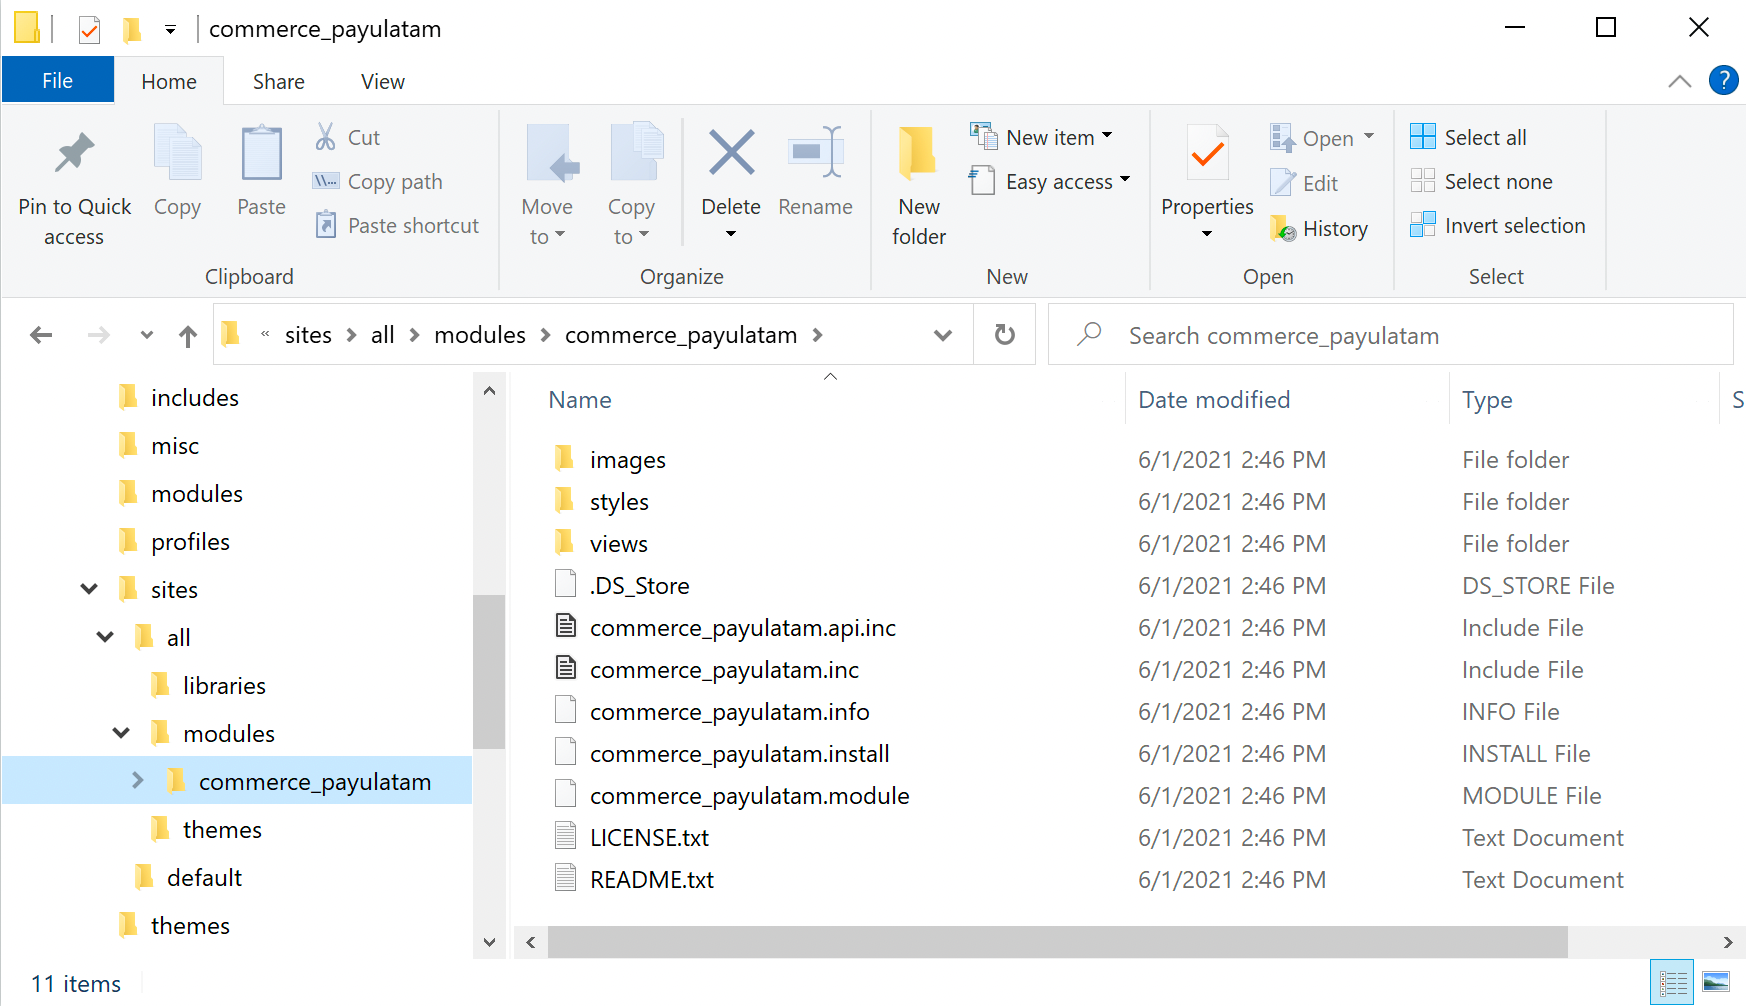 commerce_payulatam
File Home Share View
?
Pin to Quick access
Copy
Paste
Cut
Copy path
Paste shortcut
Clipboard
Move to
Copy to
Delete
Rename
Organize
New folder
New item
Easy access
New
Properties
Open
Edit
History
Open
Select all
Select none
Invert selection
Select
« sites > all > modules > commerce_payulatam >
Search commerce_payulatam
includes
misc
modules
profiles
sites
all
libraries
modules
commerce_payulatam
themes
default
themes
Name Date modified Type S
images 6/1/2021 2:46 PM File folder
styles 6/1/2021 2:46 PM File folder
views 6/1/2021 2:46 PM File folder
.DS_Store 6/1/2021 2:46 PM DS_STORE File
commerce_payulatam.api.inc 6/1/2021 2:46 PM Include File
commerce_payulatam.inc 6/1/2021 2:46 PM Include File
commerce_payulatam.info 6/1/2021 2:46 PM INFO File
commerce_payulatam.install 6/1/2021 2:46 PM INSTALL File
commerce_payulatam.module 6/1/2021 2:46 PM MODULE File
LICENSE.txt 6/1/2021 2:46 PM Text Document
README.txt 6/1/2021 2:46 PM Text Document
11 items